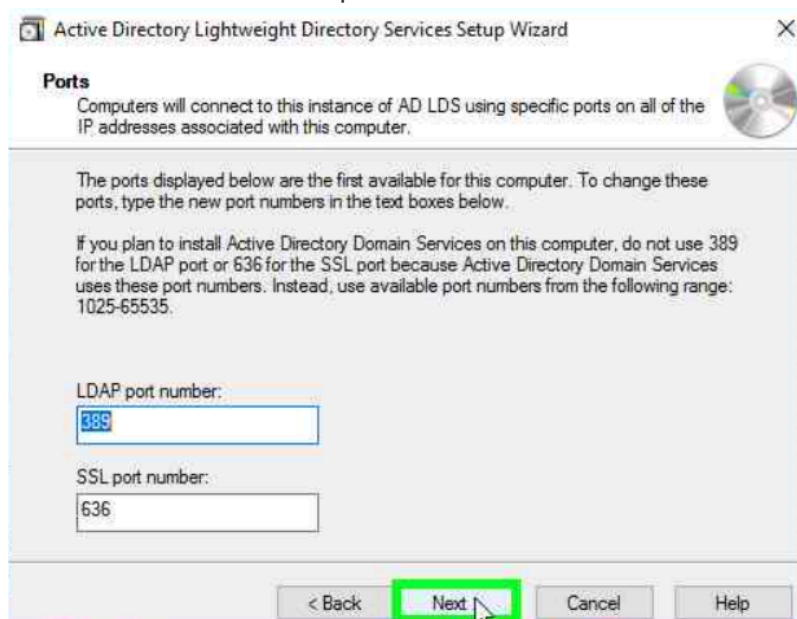 Active Directory Lightweight Directory Services Setup Wizard
Ports
Computers will connect to this instance of AD LDS using specific ports on all of the
IP addresses associated with this computer.
The ports displayed below are the first available for this computer. To change these
ports, type the new port numbers in the text boxes below.
If you plan to install Active Directory Domain Services on this computer, do not use 389
for the LDAP port or 636 for the SSL port because Active Directory Domain Services
uses these port numbers. Instead, use available port numbers from the following range:
1025-65535.
LDAP port number:
389
SSL port number:
636
< Back Next Cancel Help